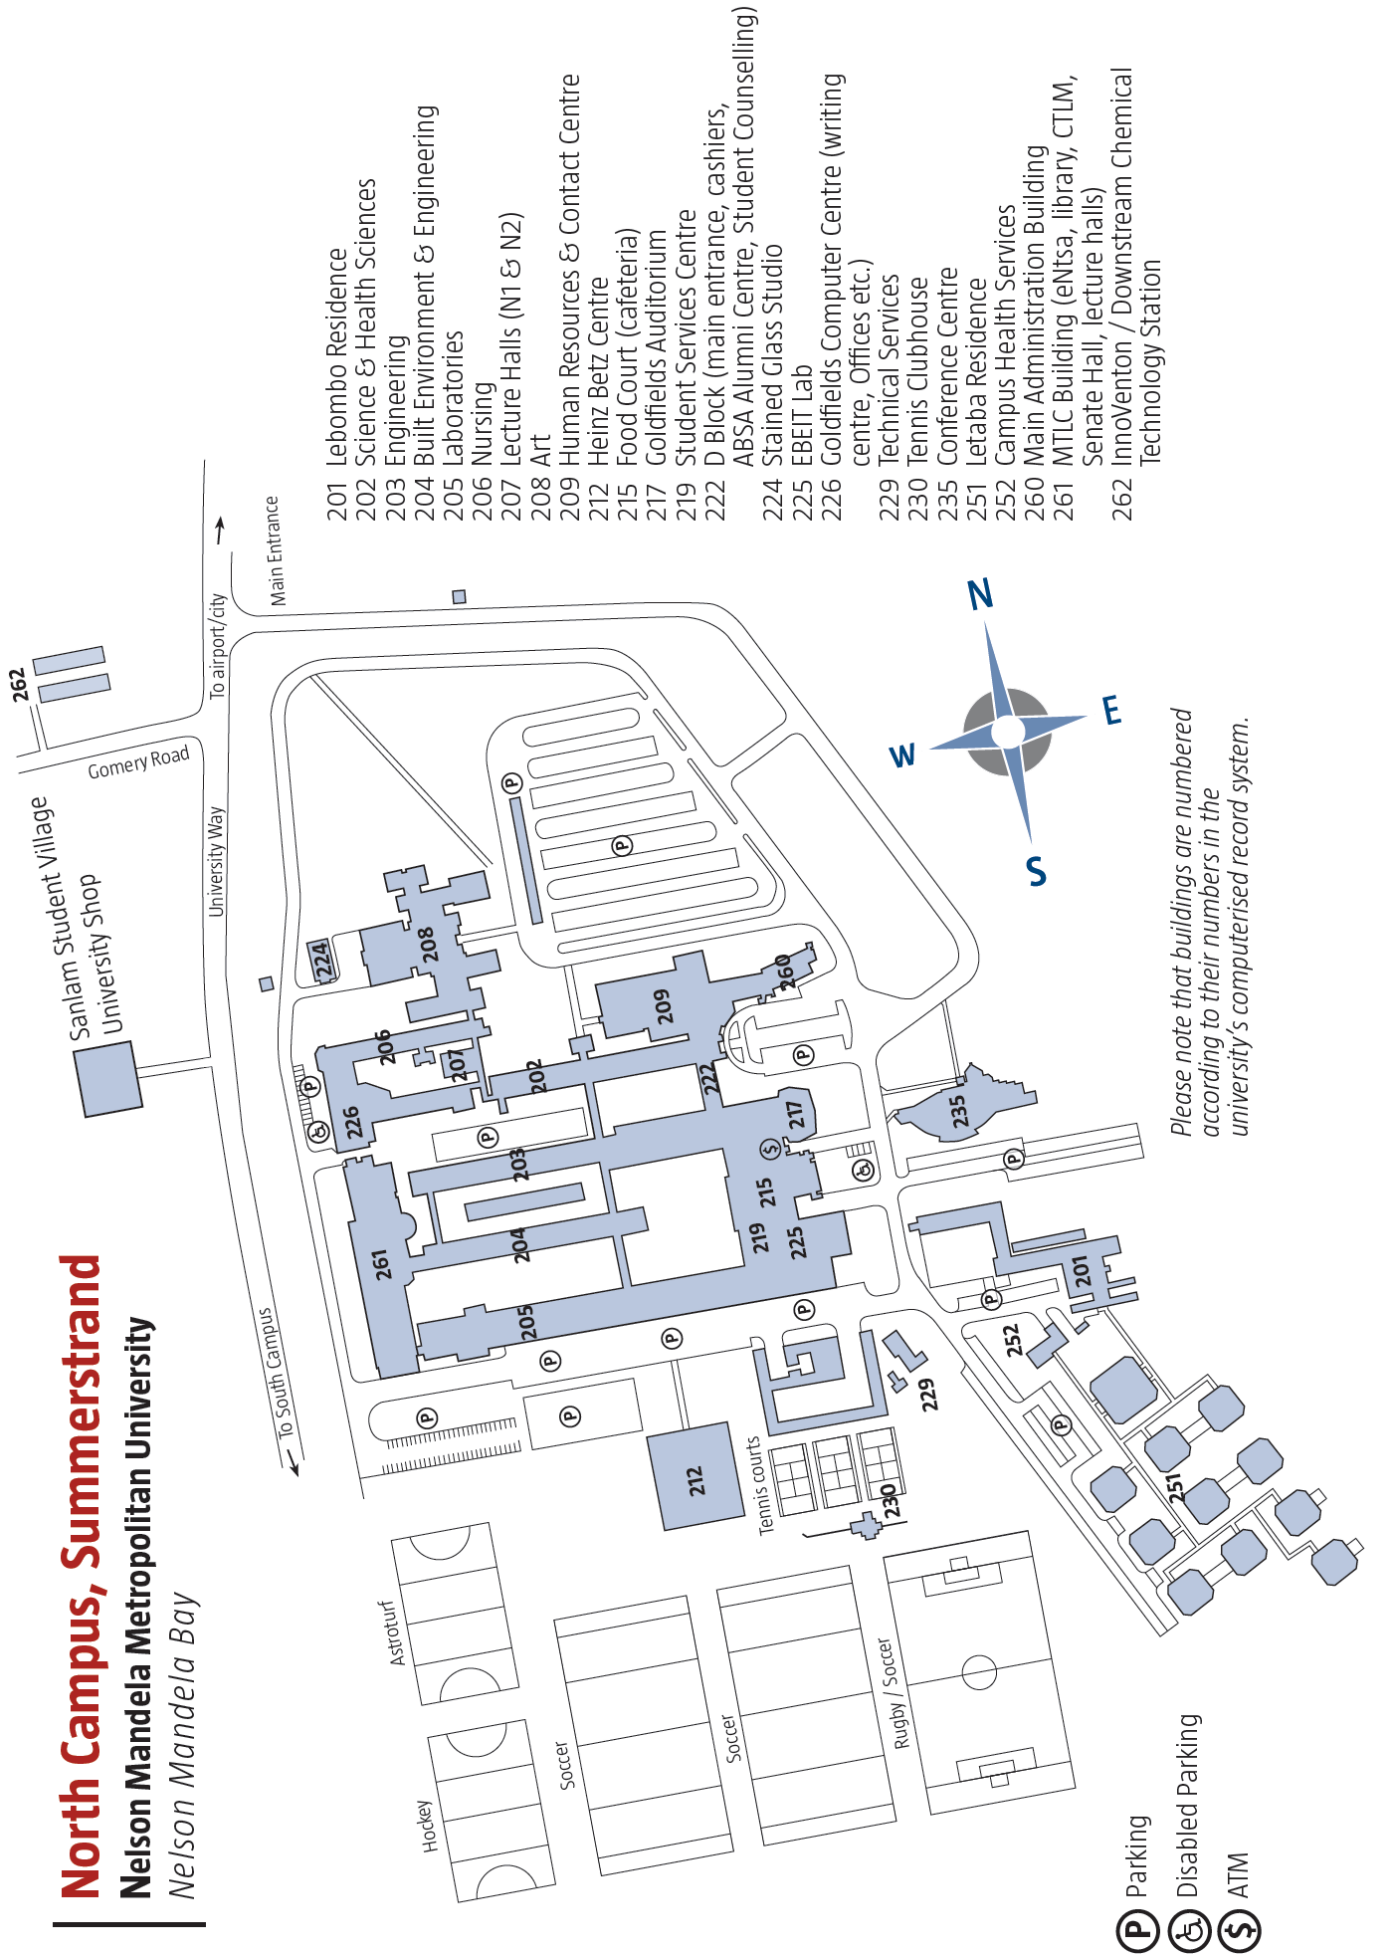 North Campus, Summerstrand
Nelson Mandela Metropolitan University
Nelson Mandela Bay
Sanlam Student Village
University Shop
262
Gomery Road
University Way
To airport/city
Main Entrance
To South Campus
224
208
206
207
226
202
209
260
222
217
203
204
261
205
215
219
225
235
201
252
229
251
212
230
P
P
P
P
P
P
P
P
P
P
P
P
P
$
Tennis courts
Astroturf
Hockey
Soccer
Soccer
Rugby / Soccer
N
E
S
W
201 Lebombo Residence
202 Science & Health Sciences
203 Engineering
204 Built Environment & Engineering
205 Laboratories
206 Nursing
207 Lecture Halls (N1 & N2)
208 Art
209 Human Resources & Contact Centre
212 Heinz Betz Centre
215 Food Court (cafeteria)
217 Goldfields Auditorium
219 Student Services Centre
222 D Block (main entrance, cashiers,
ABSA Alumni Centre, Student Counselling)
224 Stained Glass Studio
225 EBEIT Lab
226 Goldfields Computer Centre (writing
centre, Offices etc.)
229 Technical Services
230 Tennis Clubhouse
235 Conference Centre
251 Letaba Residence
252 Campus Health Services
260 Main Administration Building
261 MTLC Building (eNtsa, library, CTLM,
Senate Hall, lecture halls)
262 InnoVenton / Downstream Chemical
Technology Station
Please note that buildings are numbered
according to their numbers in the
university's computerised record system.
P Parking
Disabled Parking
$ ATM